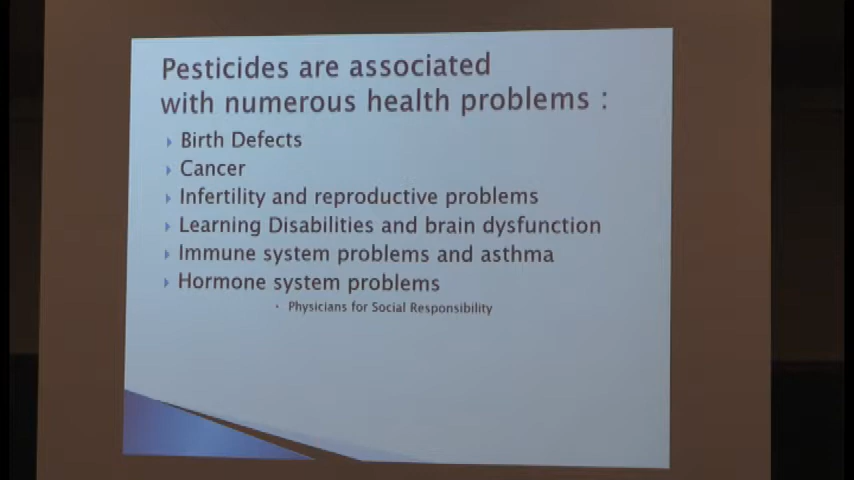 Pesticides are associated
with numerous health problems :
Birth Defects
Cancer
Infertility and reproductive problems
Learning Disabilities and brain dysfunction
Immune system problems and asthma
Hormone system problems
Physicians for Social Responsibility